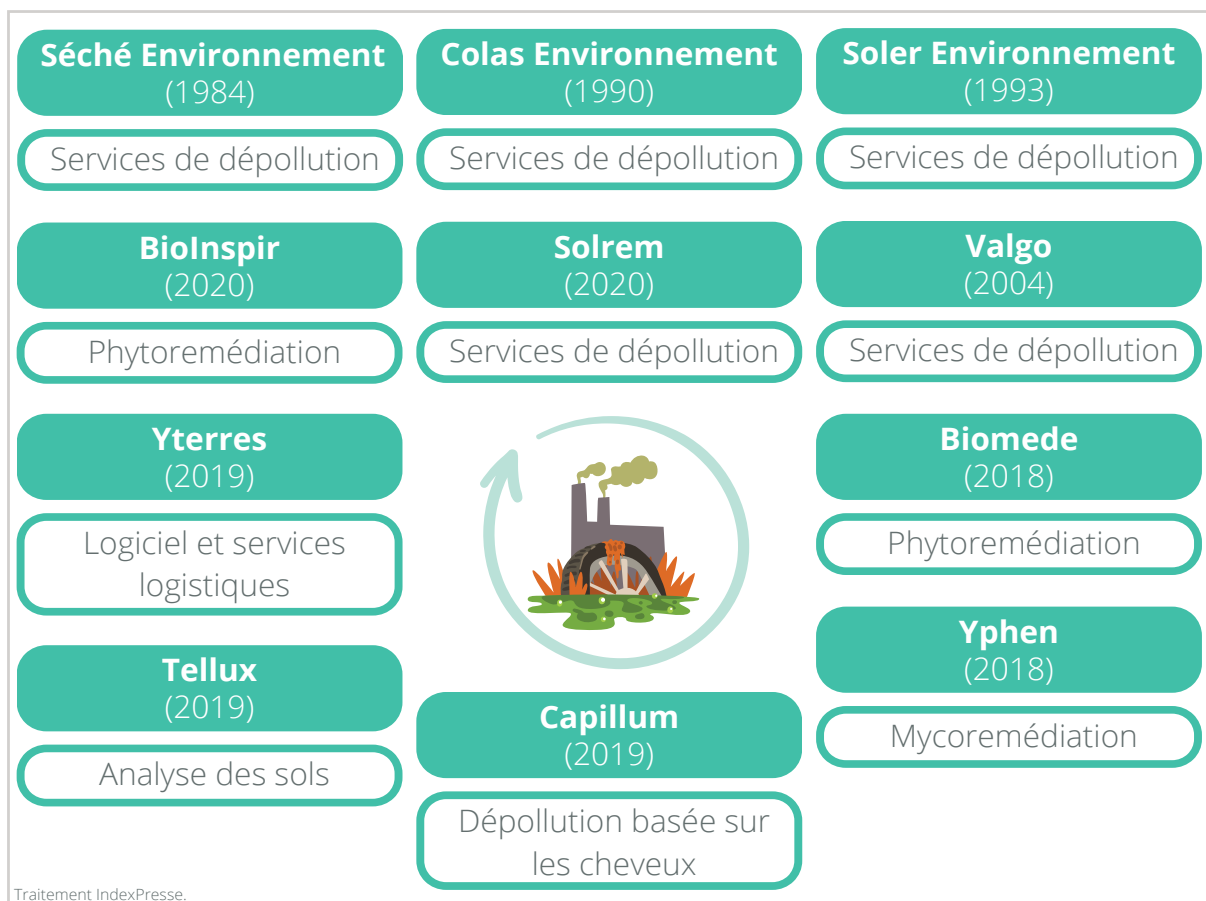 Séché Environnement
(1984)
Services de dépollution
Colas Environnement
(1990)
Services de dépollution
Soler Environnement
(1993)
Services de dépollution
BioInspir
(2020)
Phytoremédiation
Solrem
(2020)
Services de dépollution
Valgo
(2004)
Services de dépollution
Yterres
(2019)
Logiciel et services
logistiques
Biomede
(2018)
Phytoremédiation
Tellux
(2019)
Analyse des sols
Capillum
(2019)
Dépollution basée sur
les cheveux
Yphen
(2018)
Mycoremédiation
Traitement IndexPresse.